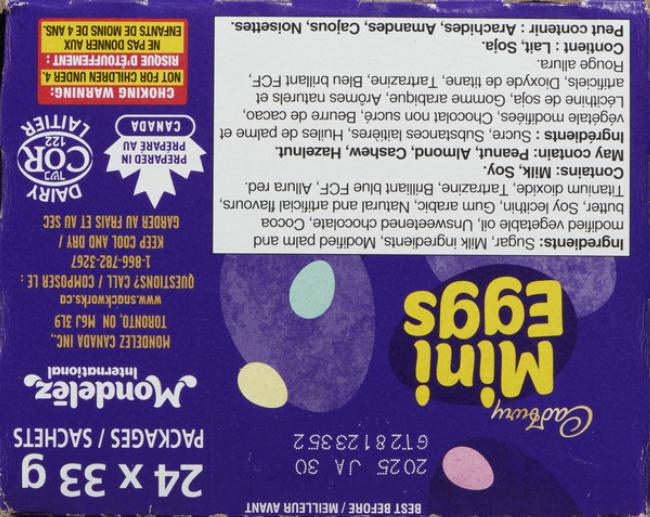 BEST BEFORE / MEILLEUR AVANT
2025 JA 30
GT28123352
24 x 33 g
PACKAGES / SACHETS
Cadbury
Mini
Eggs
Mondelēz
International
MONDELEZ CANADA INC.,
TORONTO, ON M6J 3L9
www.snackworks.ca
QUESTIONS? CALL / COMPOSER LE :
1-866-782-3267
KEEP COOL AND DRY /
GARDER AU FRAIS ET AU SEC
Ingredients: Sugar, Milk ingredients, Modified palm and
modified vegetable oil, Unsweetened chocolate, Cocoa
butter, Soy lecithin, Gum arabic, Natural and artificial flavours,
Titanium dioxide, Tartrazine, Brilliant blue FCF, Allura red.
Contains: Milk, Soy.
May contain: Peanut, Almond, Cashew, Hazelnut.
Ingrédients : Sucre, Substances laitières, Huiles de palme et
végétale modifiées, Chocolat non sucré, Beurre de cacao,
Lécithine de soja, Gomme arabique, Arômes naturels et
artificiels, Dioxyde de titane, Tartrazine, Bleu brillant FCF,
Rouge allura.
Contient : Lait, Soja.
Peut contenir : Arachides, Amandes, Cajous, Noisettes.
PREPARED IN
PRÉPARÉ AU
CANADA
DAIRY
COR
122
LAITIER
CHOKING WARNING:
NOT FOR CHILDREN UNDER 4.
RISQUE D'ÉTOUFFEMENT :
NE PAS DONNER AUX
ENFANTS DE MOINS DE 4 ANS.